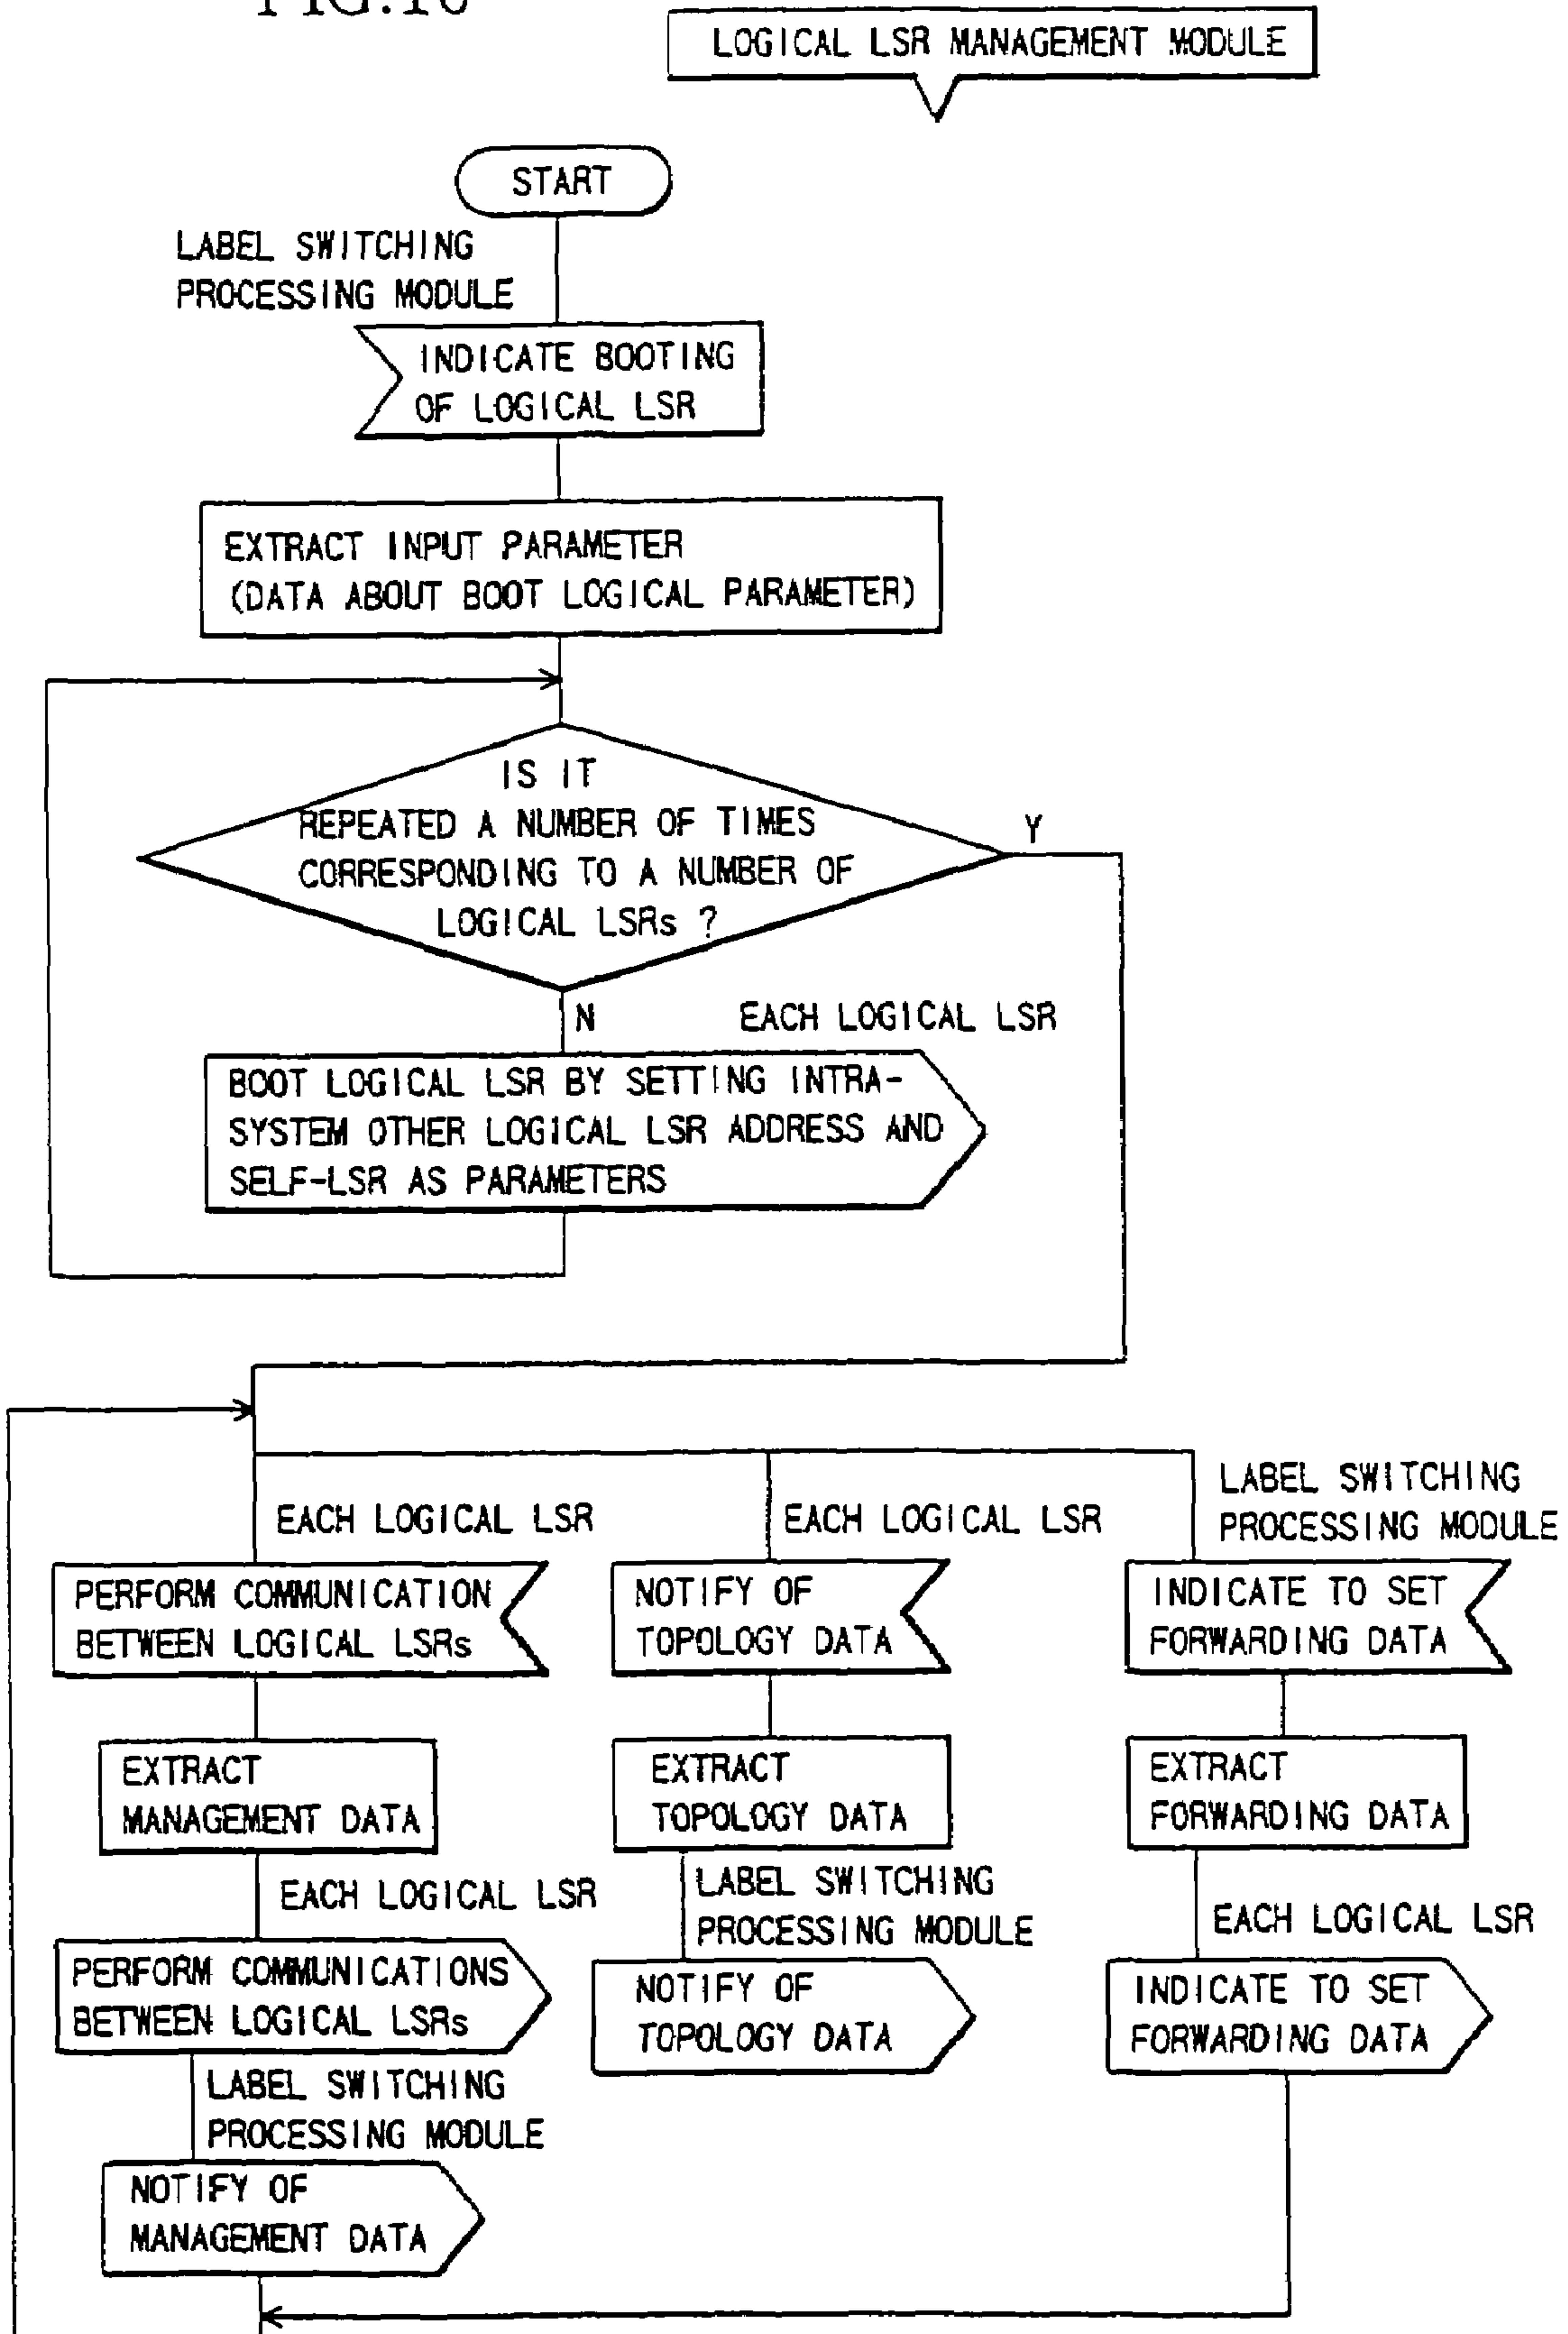 LOGICAL LSR MANAGEMENT MODULE
START
LABEL SWITCHING
PROCESSING MODULE
INDICATE BOOTING
OF LOGICAL LSR
EXTRACT INPUT PARAMETER
(DATA ABOUT BOOT LOGICAL PARAMETER)
IS IT
REPEATED A NUMBER OF TIMES
CORRESPONDING TO A NUMBER OF
LOGICAL LSRs ?
Y
N
EACH LOGICAL LSR
BOOT LOGICAL LSR BY SETTING INTRA-
SYSTEM OTHER LOGICAL LSR ADDRESS AND
SELF-LSR AS PARAMETERS
EACH LOGICAL LSR
PERFORM COMMUNICATION
BETWEEN LOGICAL LSRs
EXTRACT
MANAGEMENT DATA
EACH LOGICAL LSR
PERFORM COMMUNICATIONS
BETWEEN LOGICAL LSRs
LABEL SWITCHING
PROCESSING MODULE
NOTIFY OF
MANAGEMENT DATA
EACH LOGICAL LSR
NOTIFY OF
TOPOLOGY DATA
EXTRACT
TOPOLOGY DATA
LABEL SWITCHING
PROCESSING MODULE
NOTIFY OF
TOPOLOGY DATA
LABEL SWITCHING
PROCESSING MODULE
INDICATE TO SET
FORWARDING DATA
EXTRACT
FORWARDING DATA
EACH LOGICAL LSR
INDICATE TO SET
FORWARDING DATA